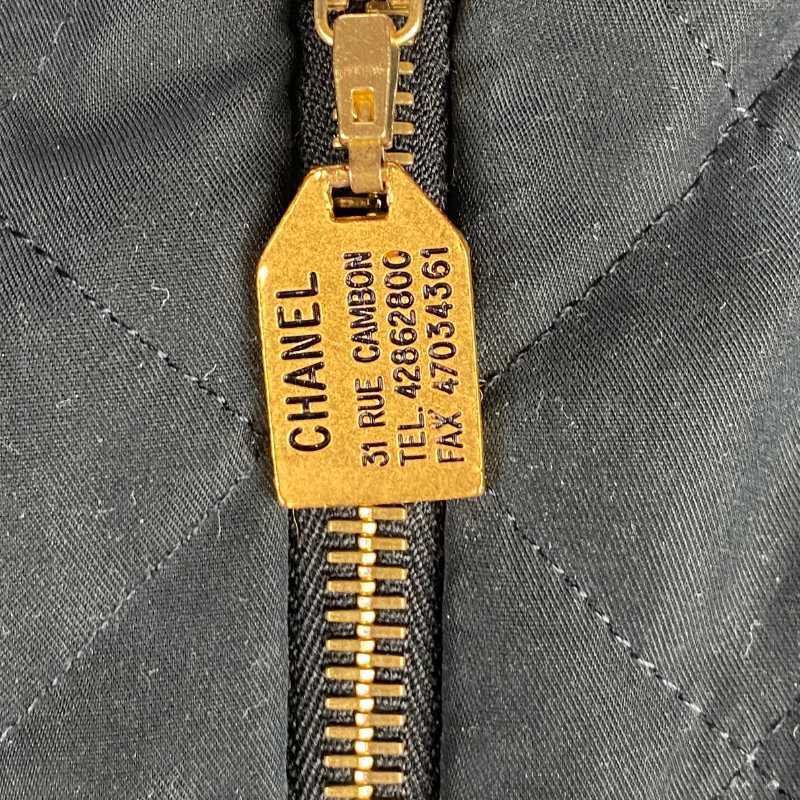 CHANEL
31 RUE CAMBON
TEL. 42862800
FAX 47034361